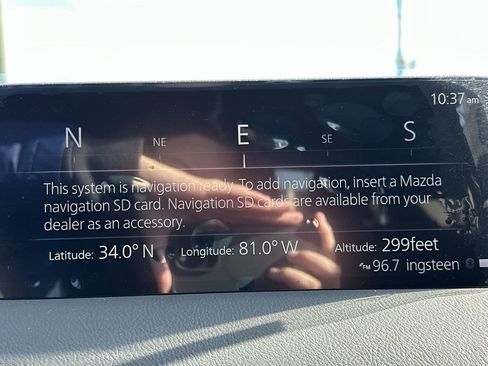 10:37 am
N NE E SE S
This system is navigation ready. To add navigation, insert a Mazda
navigation SD card. Navigation SD cards are available from your
dealer as an accessory.
Latitude: 34.0° N Longitude: 81.0° W Altitude: 299feet
FM 96.7 ingsteen